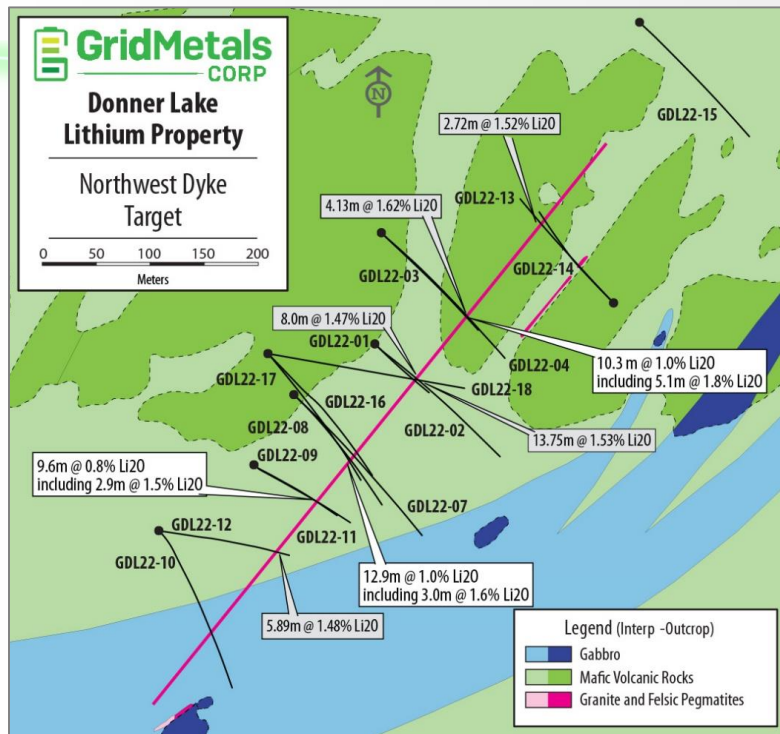 GridMetals
CORP
Donner Lake
Lithium Property
Northwest Dyke
Target
0 50 100 150 200
Meters
N
GDL22-15
2.72m @ 1.52% Li20
GDL22-13
4.13m @ 1.62% Li20
GDL22-14
GDL22-03
8.0m @ 1.47% Li20
GDL22-01
GDL22-04
10.3 m @ 1.0% Li20
including 5.1m @ 1.8% Li20
GDL22-17
GDL22-18
GDL22-16
GDL22-08
GDL22-02
13.75m @ 1.53% Li20
GDL22-09
9.6m @ 0.8% Li20
including 2.9m @ 1.5% Li20
GDL22-07
GDL22-12
GDL22-11
GDL22-10
12.9m @ 1.0% Li20
including 3.0m @ 1.6% Li20
5.89m @ 1.48% Li20
Legend (Interp -Outcrop)
Gabbro
Mafic Volcanic Rocks
Granite and Felsic Pegmatites